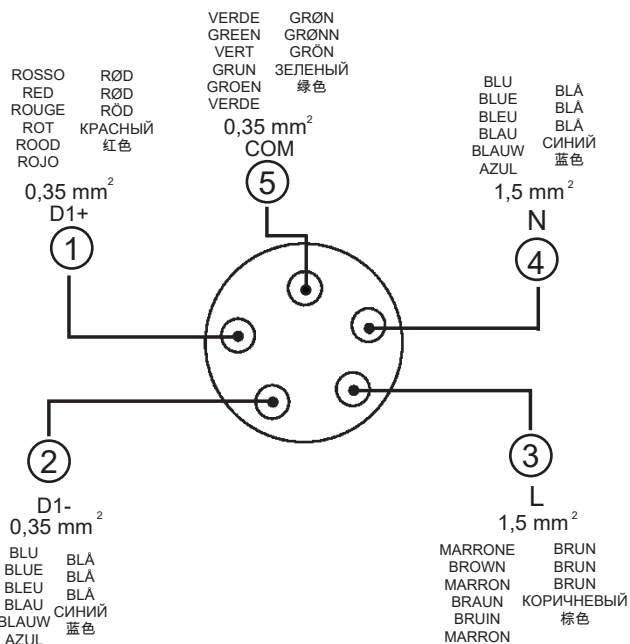 VERDE
GREEN
VERT
GRUN
GROEN
VERDE
GRØN
GRØNN
GRÖN
ЗЕЛЕНЫЙ
绿色
0,35 mm²
COM
5
ROSSO
RED
ROUGE
ROT
ROOD
ROJO
RØD
RØD
RÖD
КРАСНЫЙ
红色
0,35 mm²
D1+
1
BLU
BLUE
BLEU
BLAU
BLAUW
AZUL
BLÅ
BLÅ
BLÅ
СИНИЙ
蓝色
1,5 mm²
N
4
2
D1-
0,35 mm²
BLU
BLUE
BLEU
BLAU
BLAUW
AZUL
BLÅ
BLÅ
BLÅ
СИНИЙ
蓝色
3
L
1,5 mm²
MARRONE
BROWN
MARRON
BRAUN
BRUIN
MARRON
BRUN
BRUN
BRUN
КОРИЧНЕВЫЙ
棕色